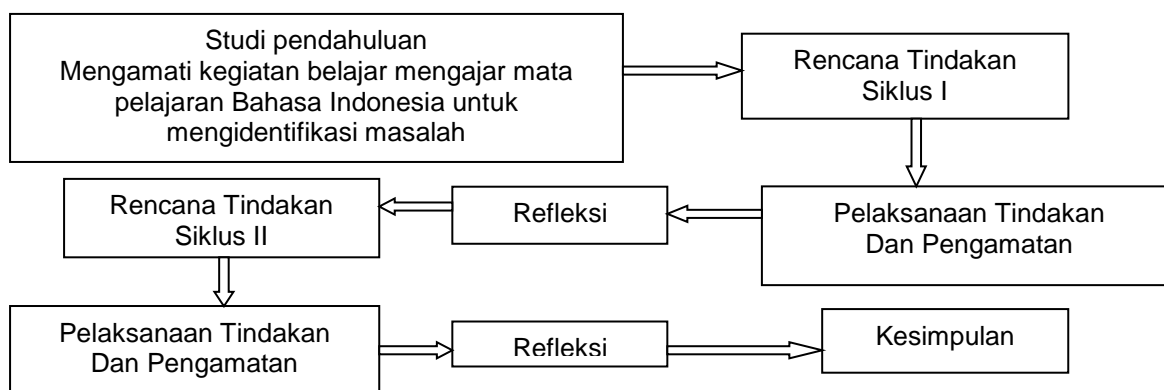 Studi pendahuluan
Mengamati kegiatan belajar mengajar mata
pelajaran Bahasa Indonesia untuk
mengidentifikasi masalah
Rencana Tindakan
Siklus I
Pelaksanaan Tindakan
Dan Pengamatan
Refleksi
Rencana Tindakan
Siklus II
Pelaksanaan Tindakan
Dan Pengamatan
Refleksi
Kesimpulan